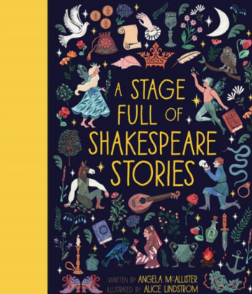 A STAGE
FULL OF
SHAKESPEARE
STORIES
WRITTEN BY ANGELA McALLISTER
ILLUSTRATED BY ALICE LINDSTROM